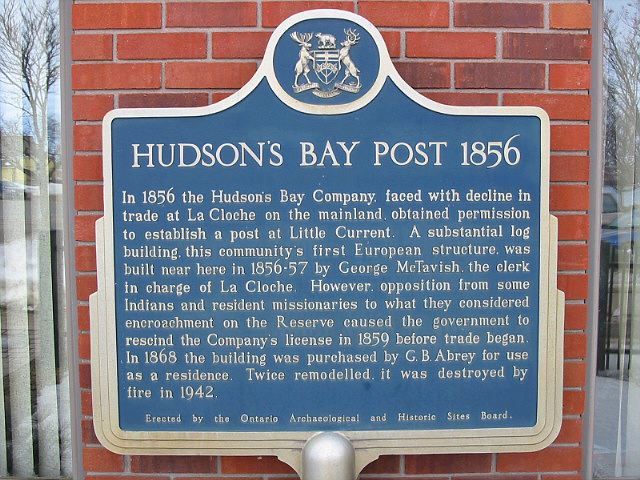 HUDSON'S BAY POST 1856
In 1856 the Hudson's Bay Company, faced with decline in
trade at La Cloche on the mainland, obtained permission
to establish a post at Little Current. A substantial log
building, this community's first European structure, was
built near here in 1856-57 by George McTavish, the clerk
in charge of La Cloche. However, opposition from some
Indians and resident missionaries to what they considered
encroachment on the Reserve caused the government to
rescind the Company's license in 1859 before trade began.
In 1868 the building was purchased by G.B. Abrey for use
as a residence. Twice remodelled, it was destroyed by
fire in 1942.
Erected by the Ontario Archaeological and Historic Sites Board.